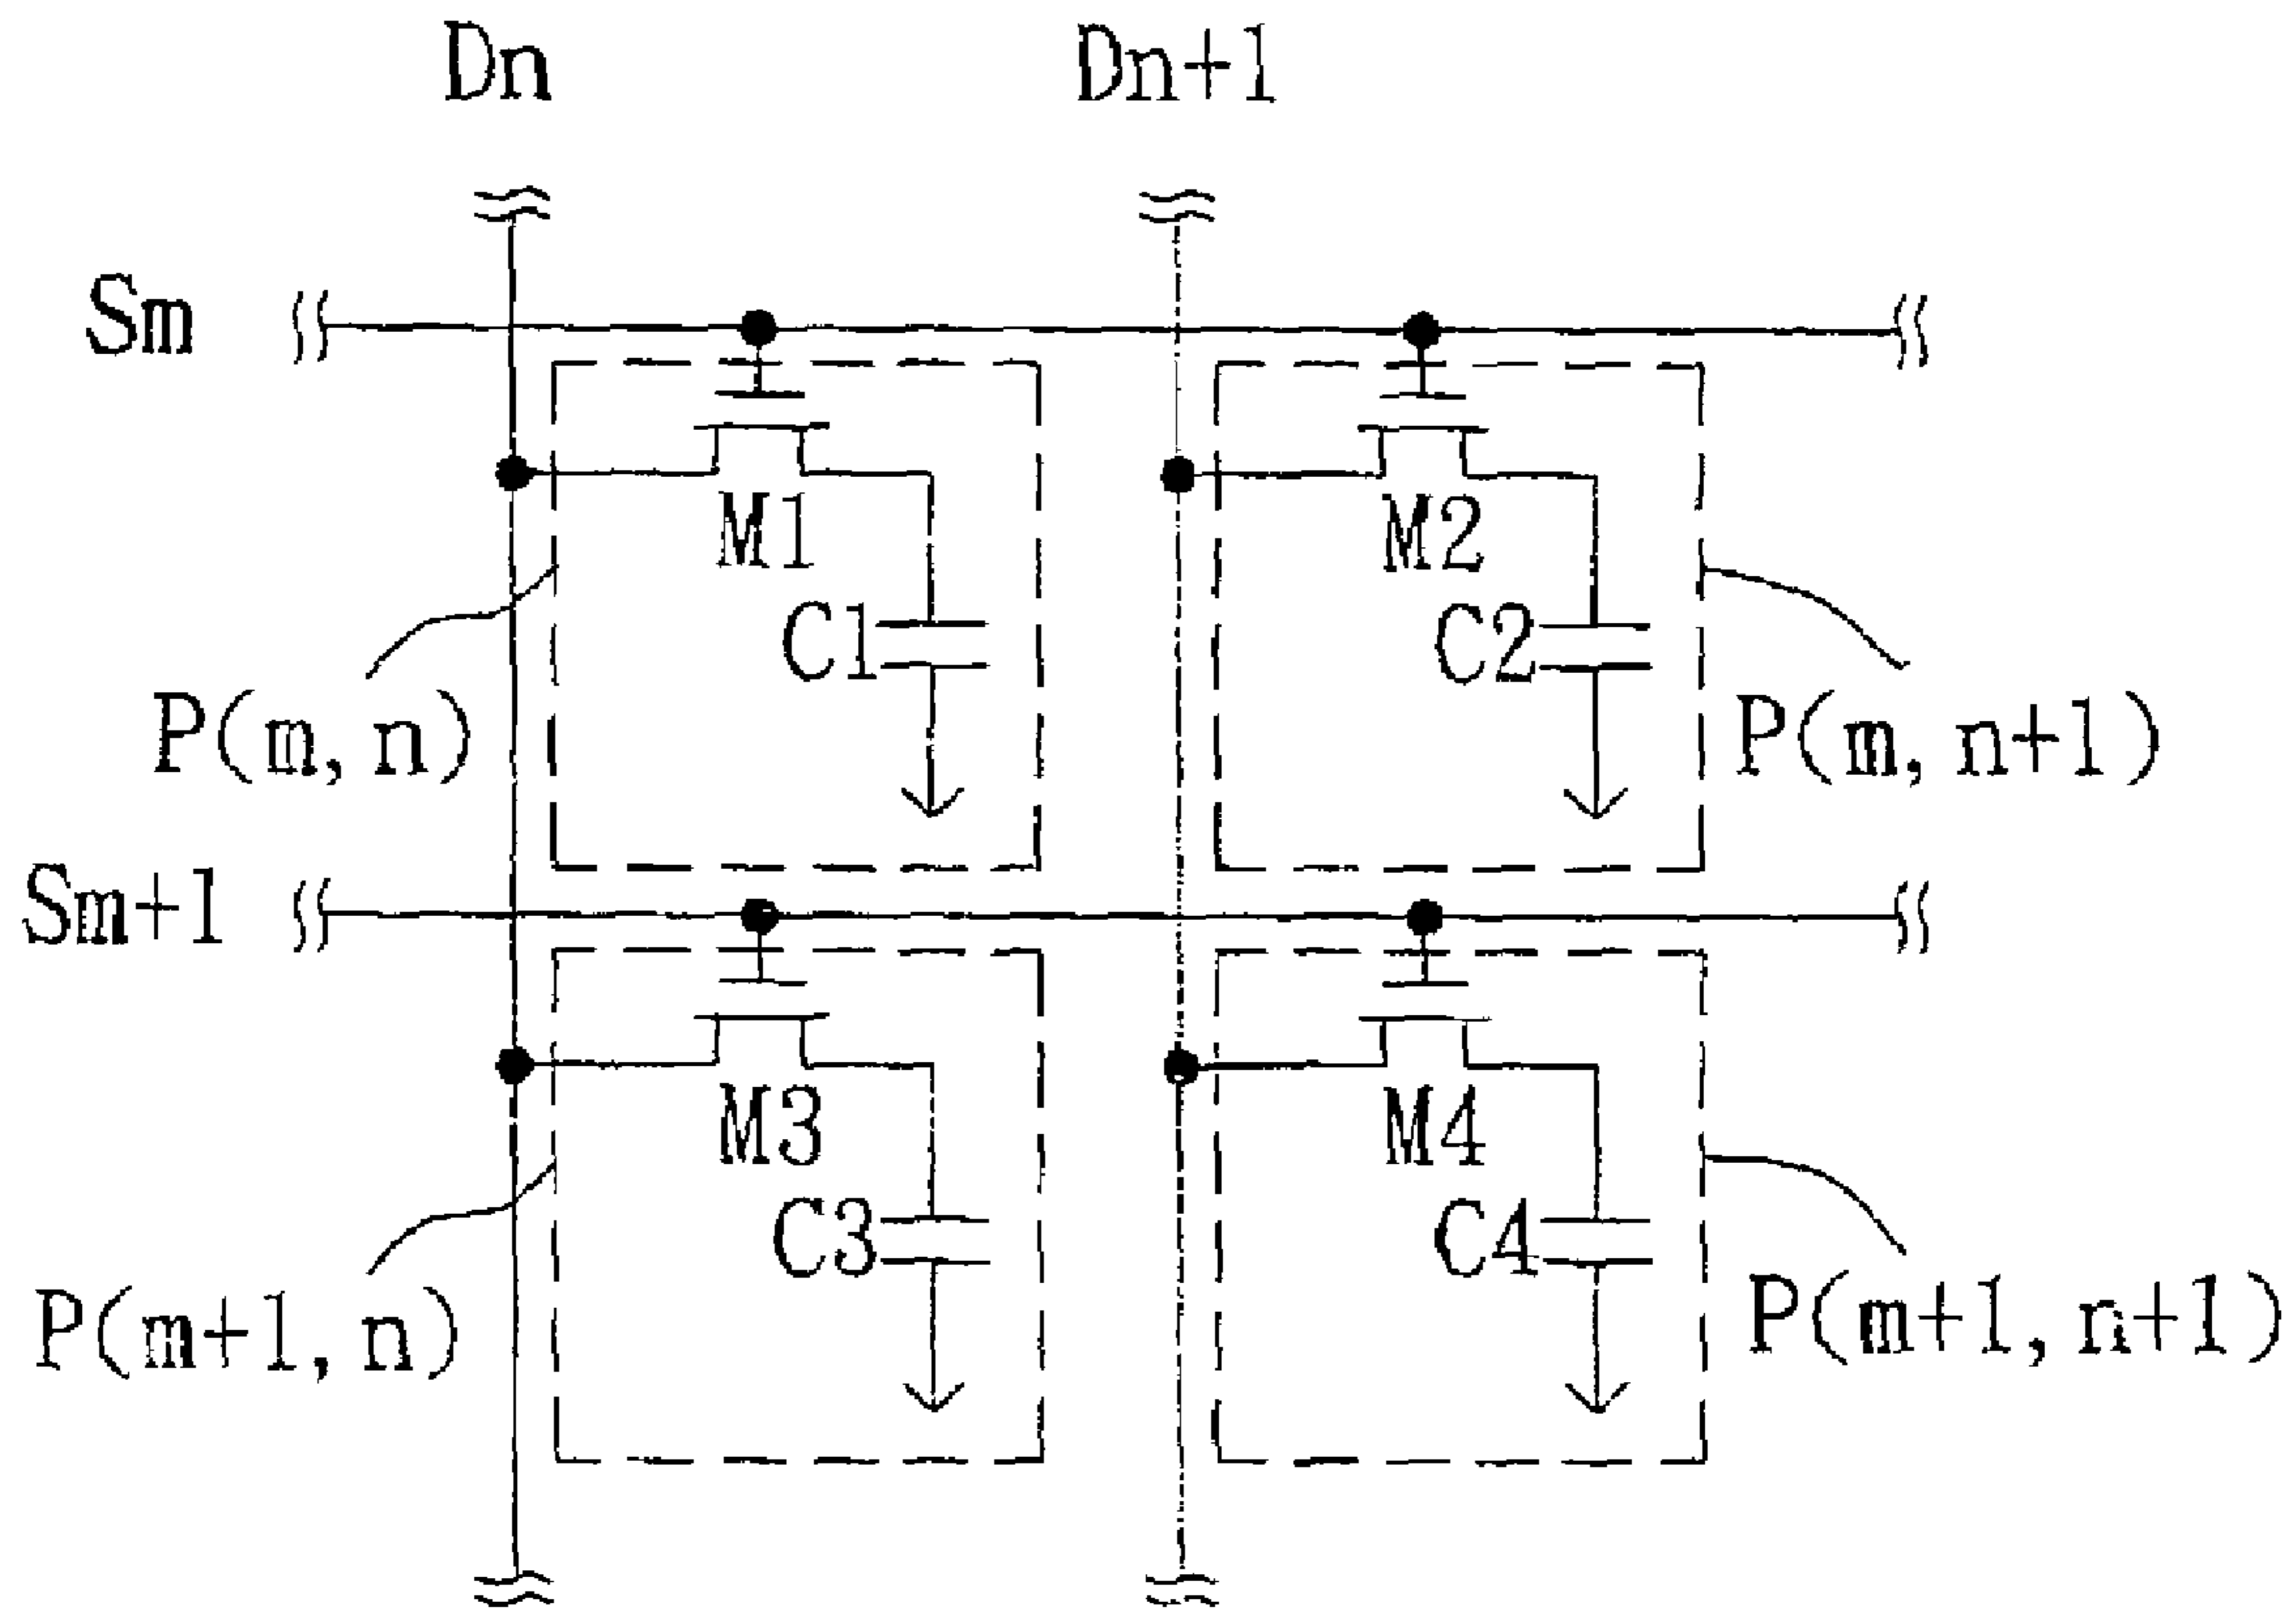 Dn
Dn+1
Sm
M1
M2
C1
C2
P(m, n)
P(m, n+1)
Sm+1
M3
M4
C3
C4
P(m+1, n)
P(m+1, n+1)